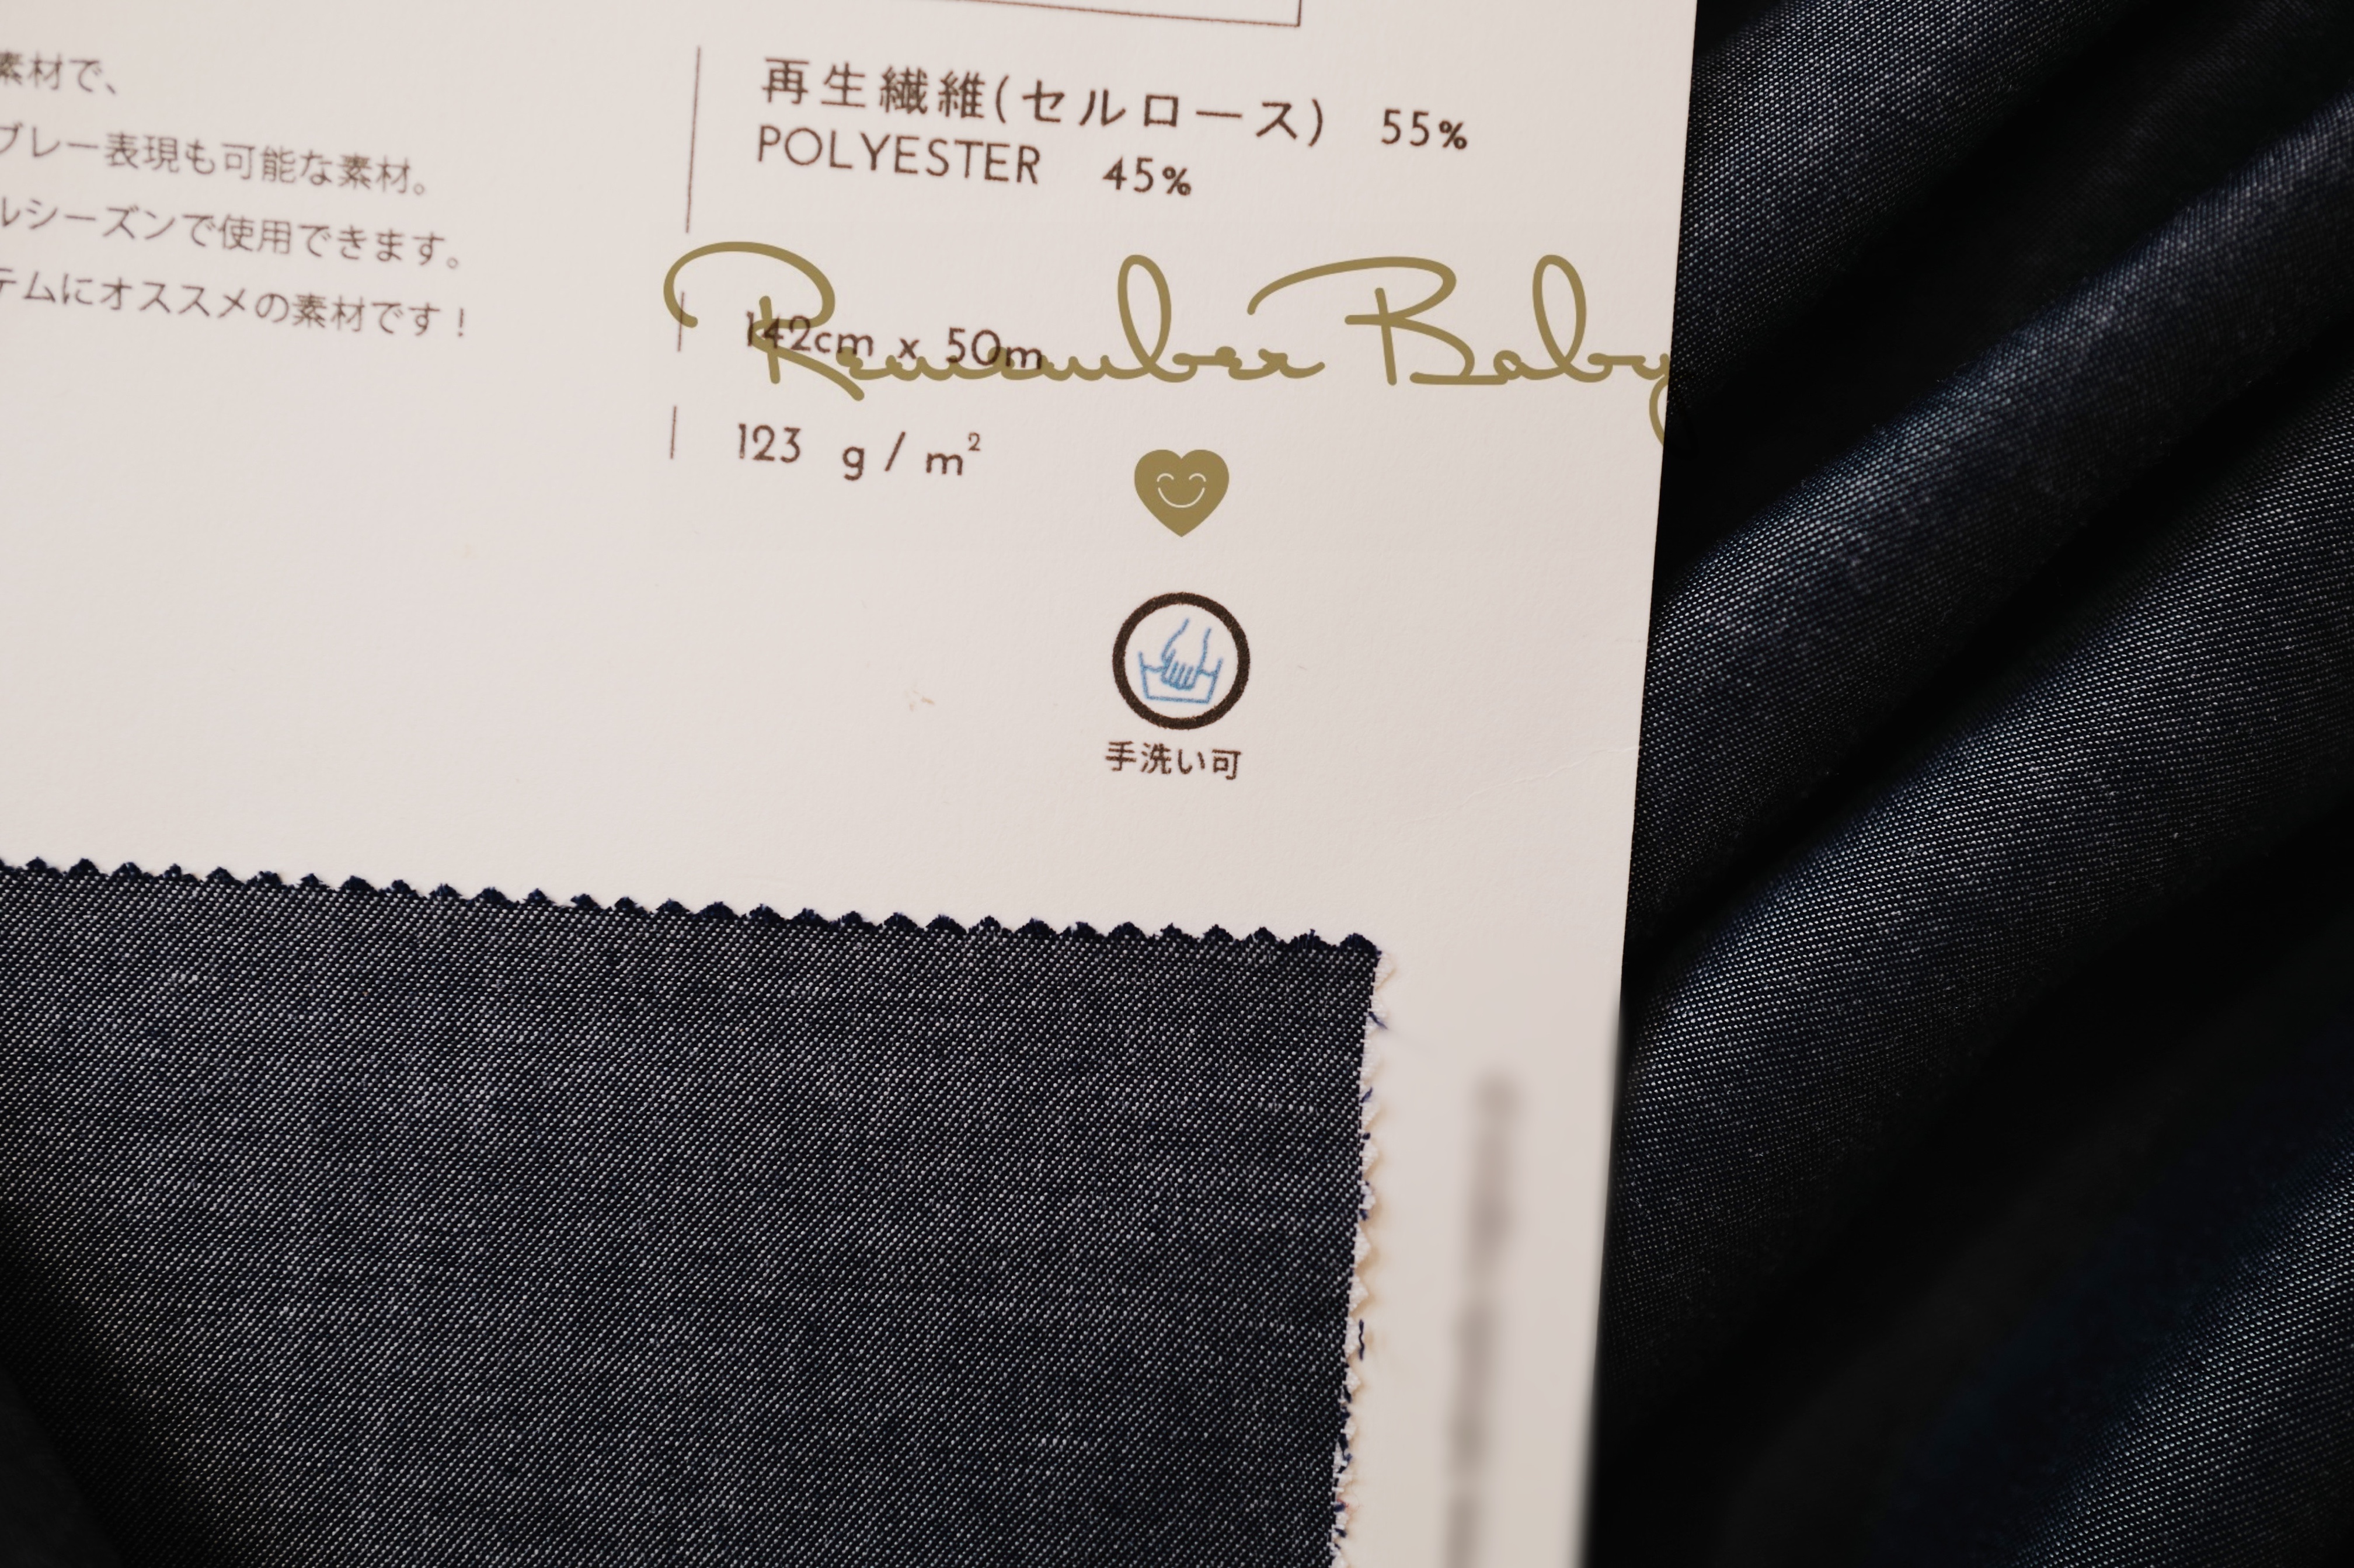 素材で、
ブレー表現も可能な素材。
ルシーズンで使用できます。
テムにオススメの素材です！
再生繊維(セルロース) 55%
POLYESTER 45%
142cm x 50m
Remember Baby
123 g / m²
手洗い可